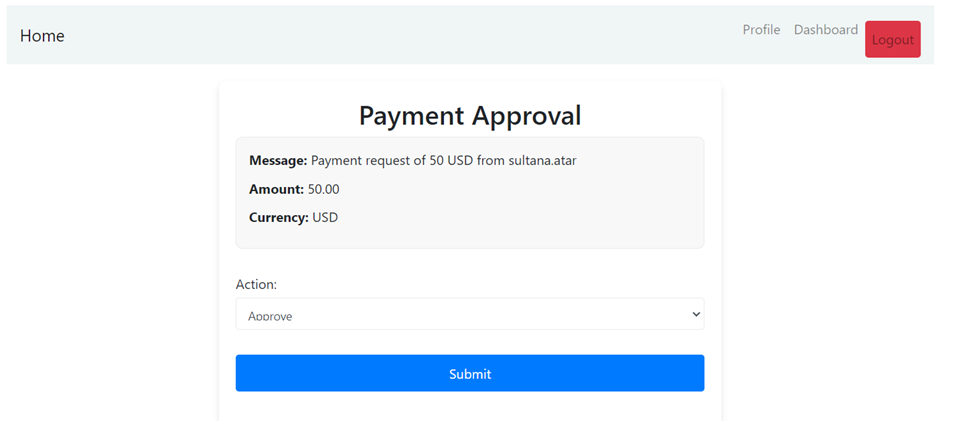 Home
Profile Dashboard Logout
Payment Approval
Message: Payment request of 50 USD from sultana.atar
Amount: 50.00
Currency: USD
Action:
Approve
Submit